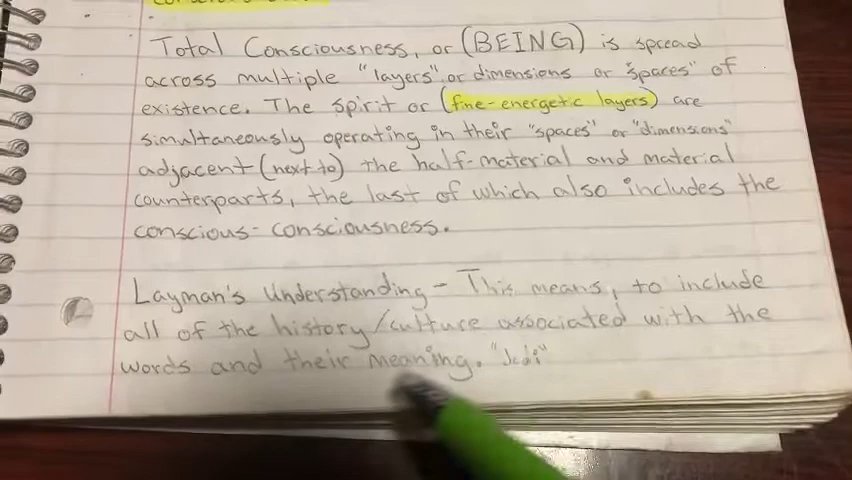 Total Consciousness, or (BEING) is spread
across multiple "layers" or dimensions or "spaces" of
existence. The spirit or (fine-energetic layers) are
simultaneously operating in their "spaces" or "dimensions"
adjacent (next to) the half-material and material
counterparts, the last of which also includes the
conscious-consciousness.
Layman's Understanding - This means, to include
all of the history/culture associated with the
words and their meaning.